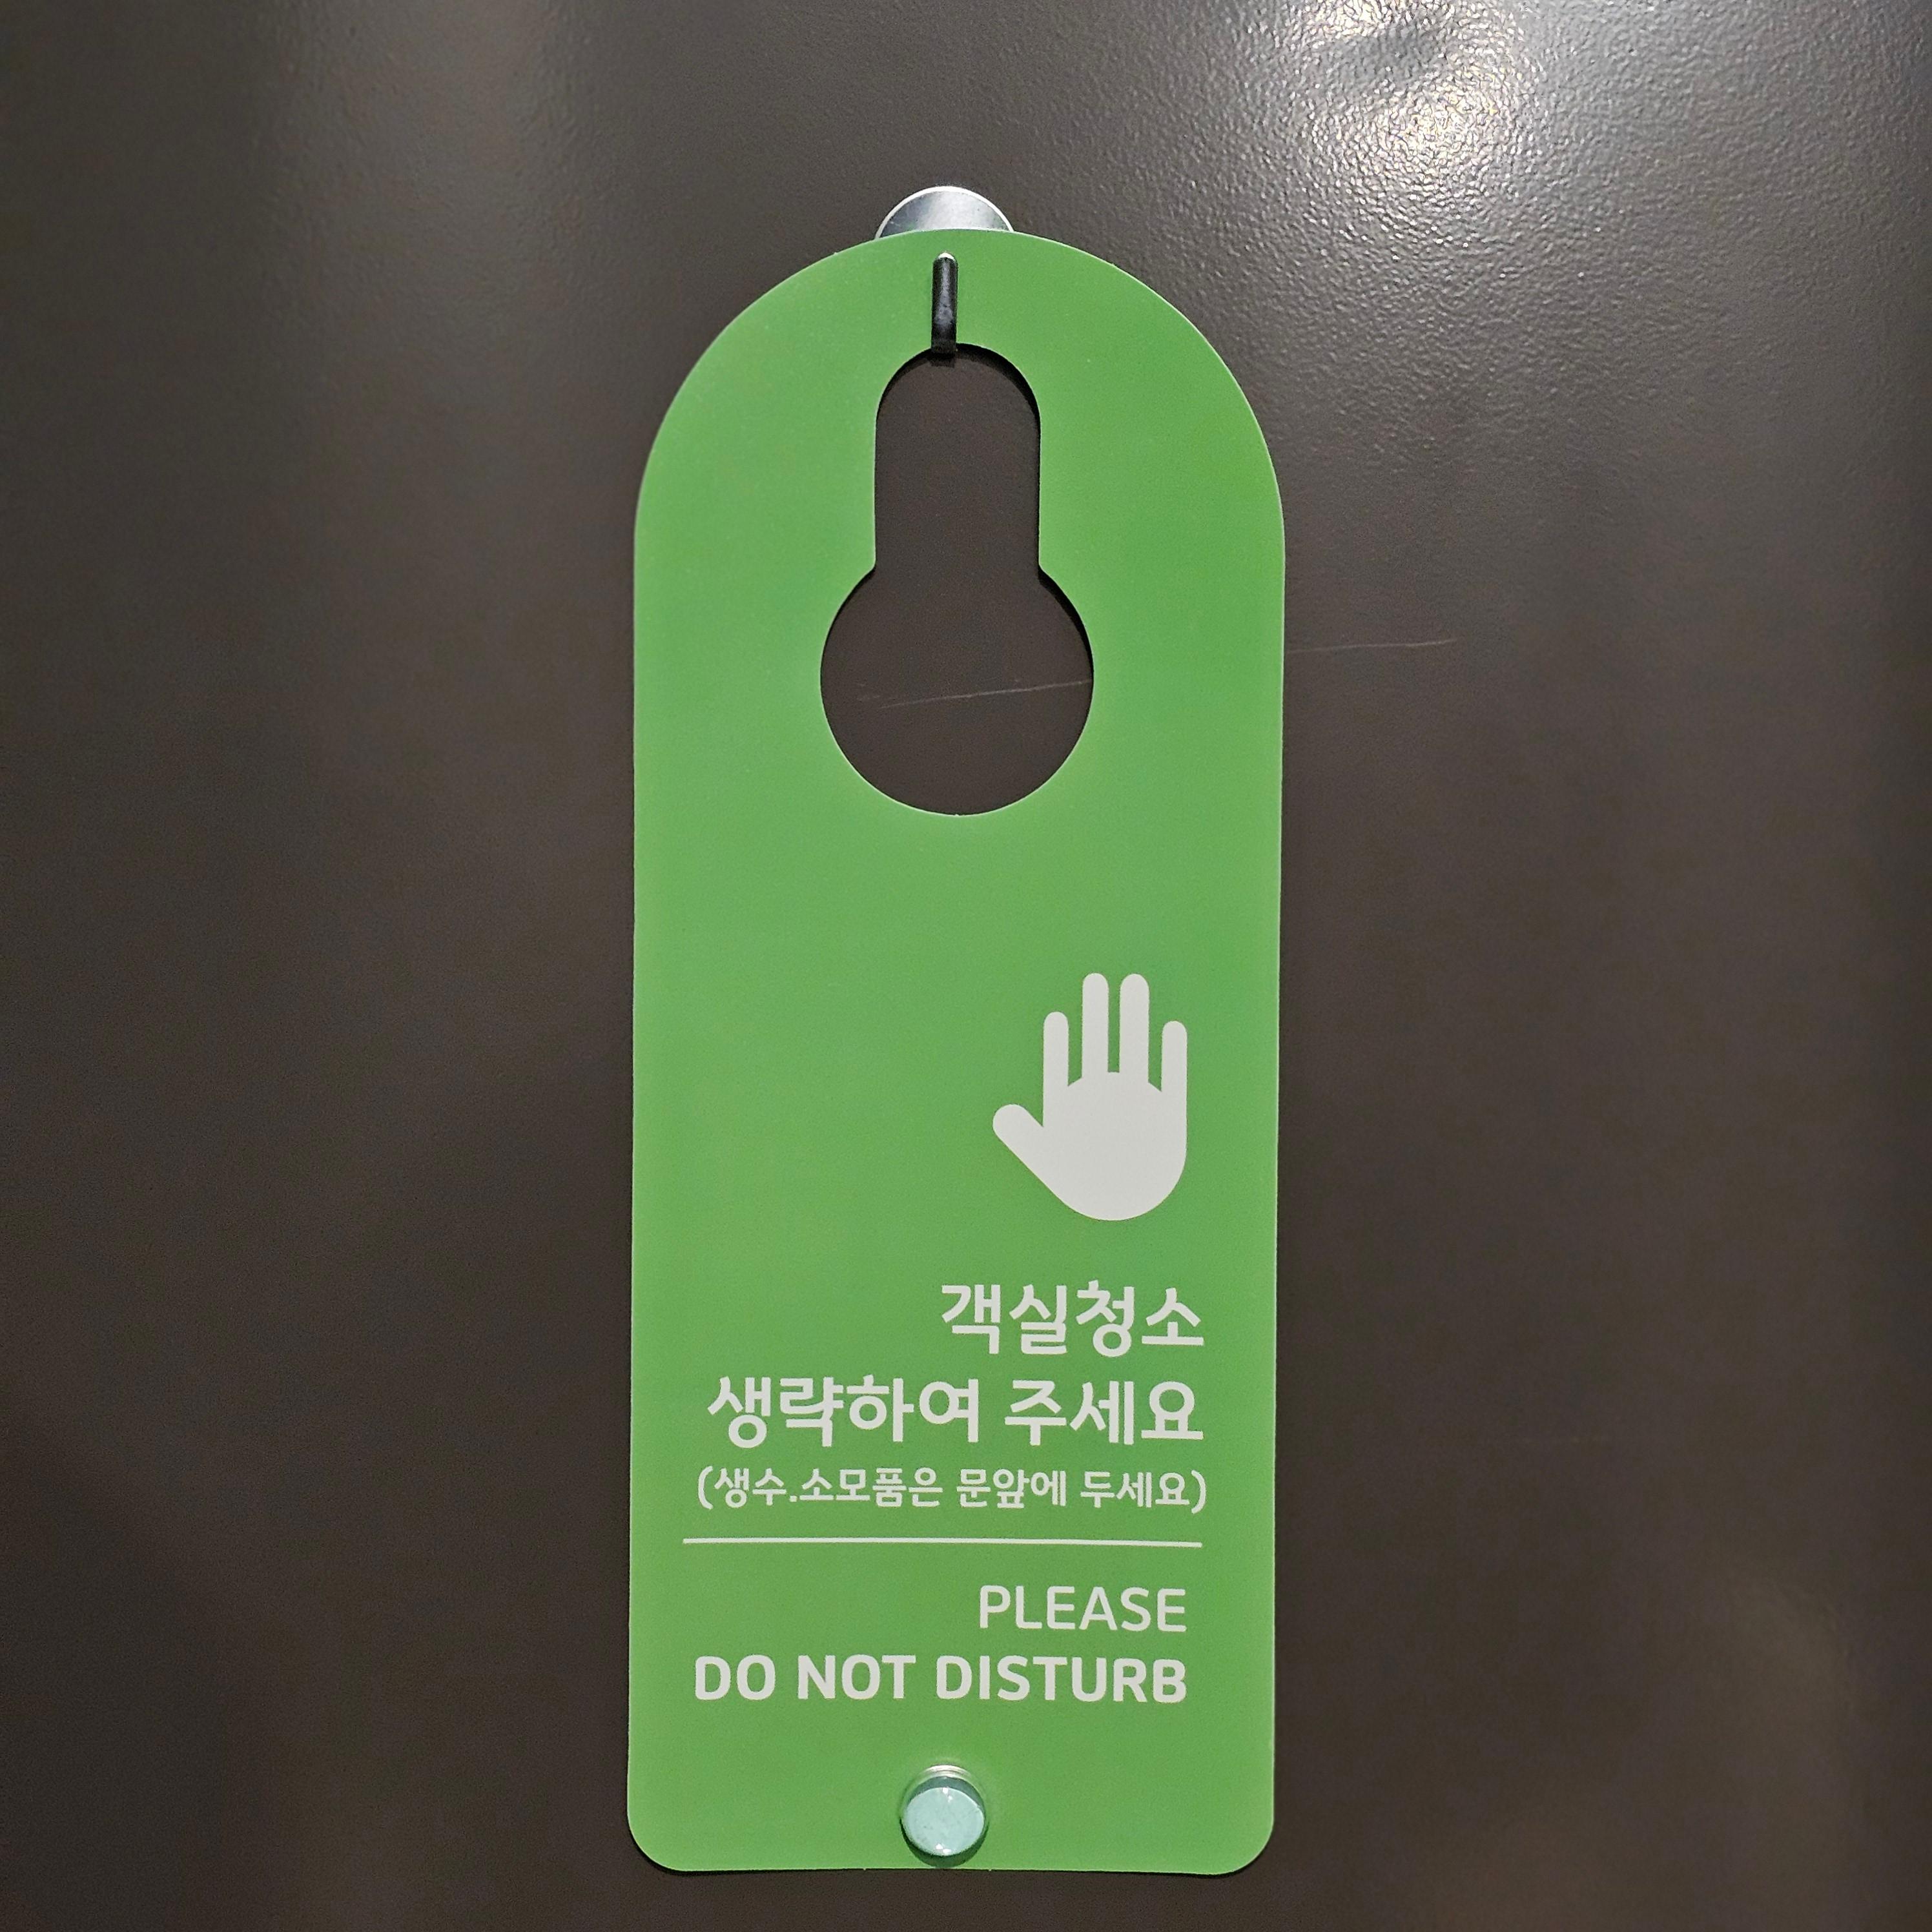 객실청소
생략하여 주세요
(생수.소모품은 문앞에 두세요)
PLEASE
DO NOT DISTURB